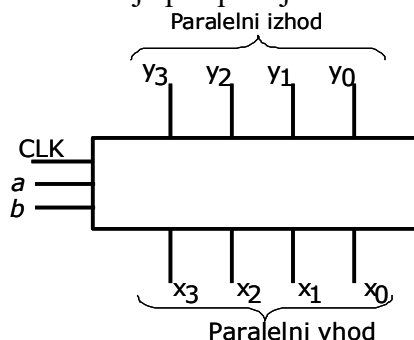 Paralelni izhod
y3 y2 y1 y0
CLK
a
b
x3 x2 x1 x0
Paralelni vhod